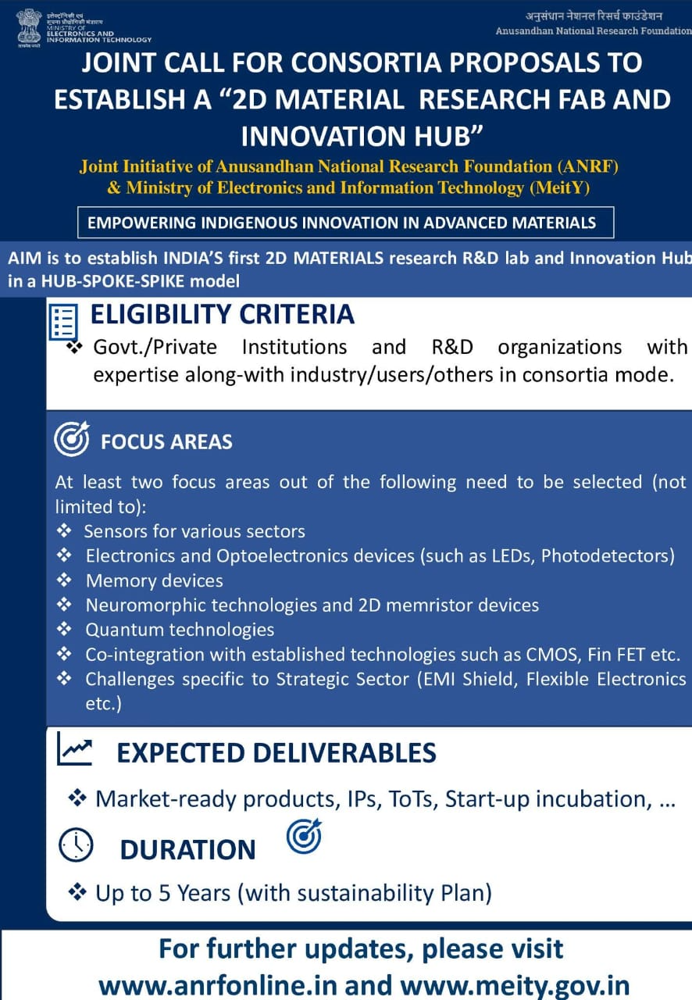 इलेक्ट्रॉनिकी एवं
सूचना प्रौद्योगिकी मंत्रालय
MINISTRY OF
ELECTRONICS AND
INFORMATION TECHNOLOGY
सत्यमेव जयते
अनुसंधान नेशनल रिसर्च फाउंडेशन
Anusandhan National Research Foundation
JOINT CALL FOR CONSORTIA PROPOSALS TO
ESTABLISH A “2D MATERIAL RESEARCH FAB AND
INNOVATION HUB”
Joint Initiative of Anusandhan National Research Foundation (ANRF)
& Ministry of Electronics and Information Technology (MeitY)
EMPOWERING INDIGENOUS INNOVATION IN ADVANCED MATERIALS
AIM is to establish INDIA’S first 2D MATERIALS research R&D lab and Innovation Hub
in a HUB-SPOKE-SPIKE model
ELIGIBILITY CRITERIA
❖ Govt./Private Institutions and R&D organizations with
expertise along-with industry/users/others in consortia mode.
FOCUS AREAS
At least two focus areas out of the following need to be selected (not
limited to):
❖ Sensors for various sectors
❖ Electronics and Optoelectronics devices (such as LEDs, Photodetectors)
❖ Memory devices
❖ Neuromorphic technologies and 2D memristor devices
❖ Quantum technologies
❖ Co-integration with established technologies such as CMOS, Fin FET etc.
❖ Challenges specific to Strategic Sector (EMI Shield, Flexible Electronics
etc.)
EXPECTED DELIVERABLES
❖ Market-ready products, IPs, ToTs, Start-up incubation, ...
DURATION
❖ Up to 5 Years (with sustainability Plan)
For further updates, please visit
www.anrfonline.in and www.meity.gov.in